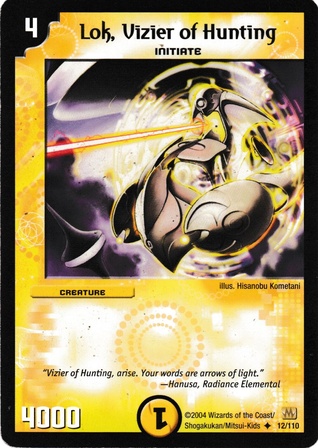 4
Lok, Vizier of Hunting
INITIATE
illus. Hisanobu Kometani
CREATURE
"Vizier of Hunting, arise. Your words are arrows of light."
—Hanusa, Radiance Elemental
4000
1
©2004 Wizards of the Coast/
Shogakukan/Mitsui-Kids ✦ 12/110